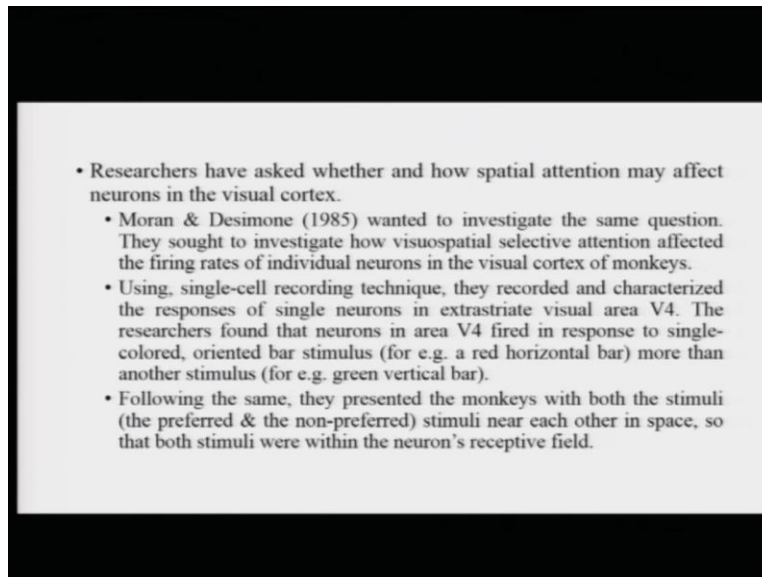 • Researchers have asked whether and how spatial attention may affect
neurons in the visual cortex.
• Moran & Desimone (1985) wanted to investigate the same question.
They sought to investigate how visuospatial selective attention affected
the firing rates of individual neurons in the visual cortex of monkeys.
• Using, single-cell recording technique, they recorded and characterized
the responses of single neurons in extrastriate visual area V4. The
researchers found that neurons in area V4 fired in response to single-
colored, oriented bar stimulus (for e.g. a red horizontal bar) more than
another stimulus (for e.g. green vertical bar).
• Following the same, they presented the monkeys with both the stimuli
(the preferred & the non-preferred) stimuli near each other in space, so
that both stimuli were within the neuron's receptive field.